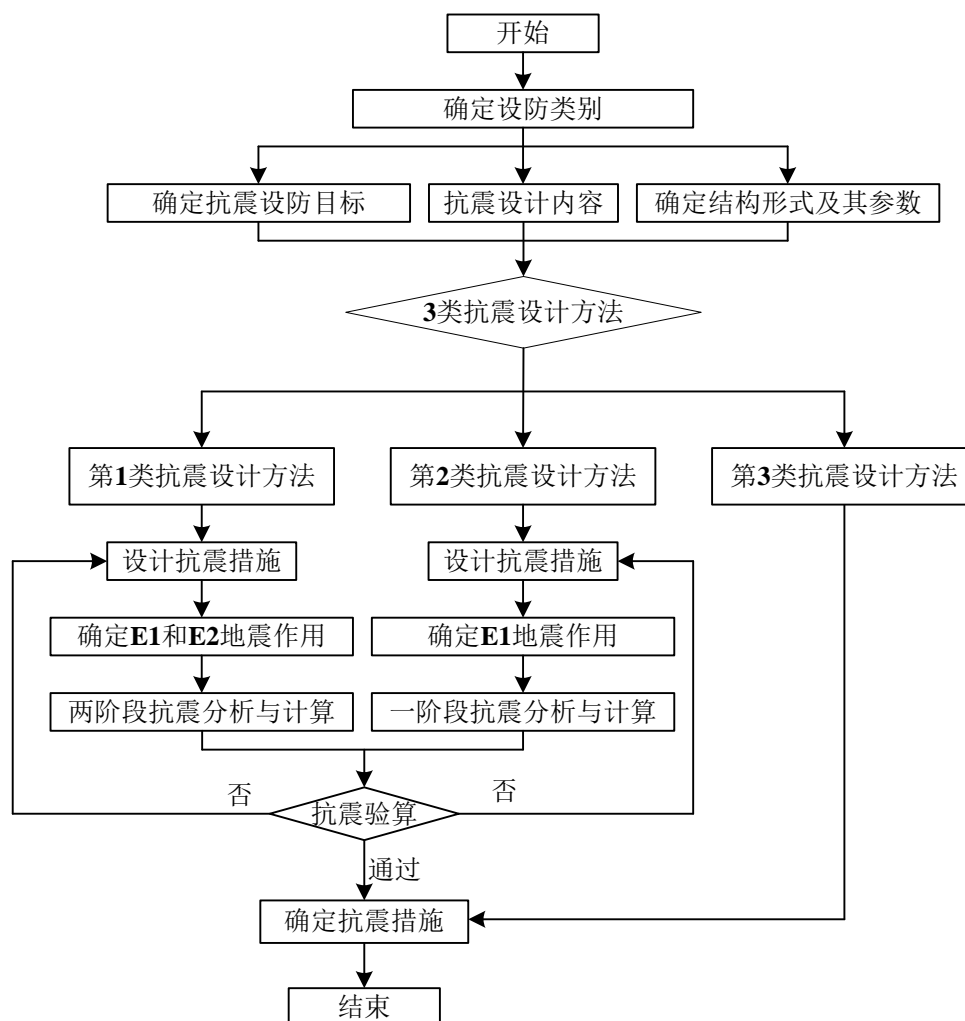 开始
确定设防类别
确定抗震设防目标
抗震设计内容
确定结构形式及其参数
3类抗震设计方法
第1类抗震设计方法
第2类抗震设计方法
第3类抗震设计方法
设计抗震措施
设计抗震措施
确定E1和E2地震作用
确定E1地震作用
两阶段抗震分析与计算
一阶段抗震分析与计算
否
抗震验算
否
通过
确定抗震措施
结束